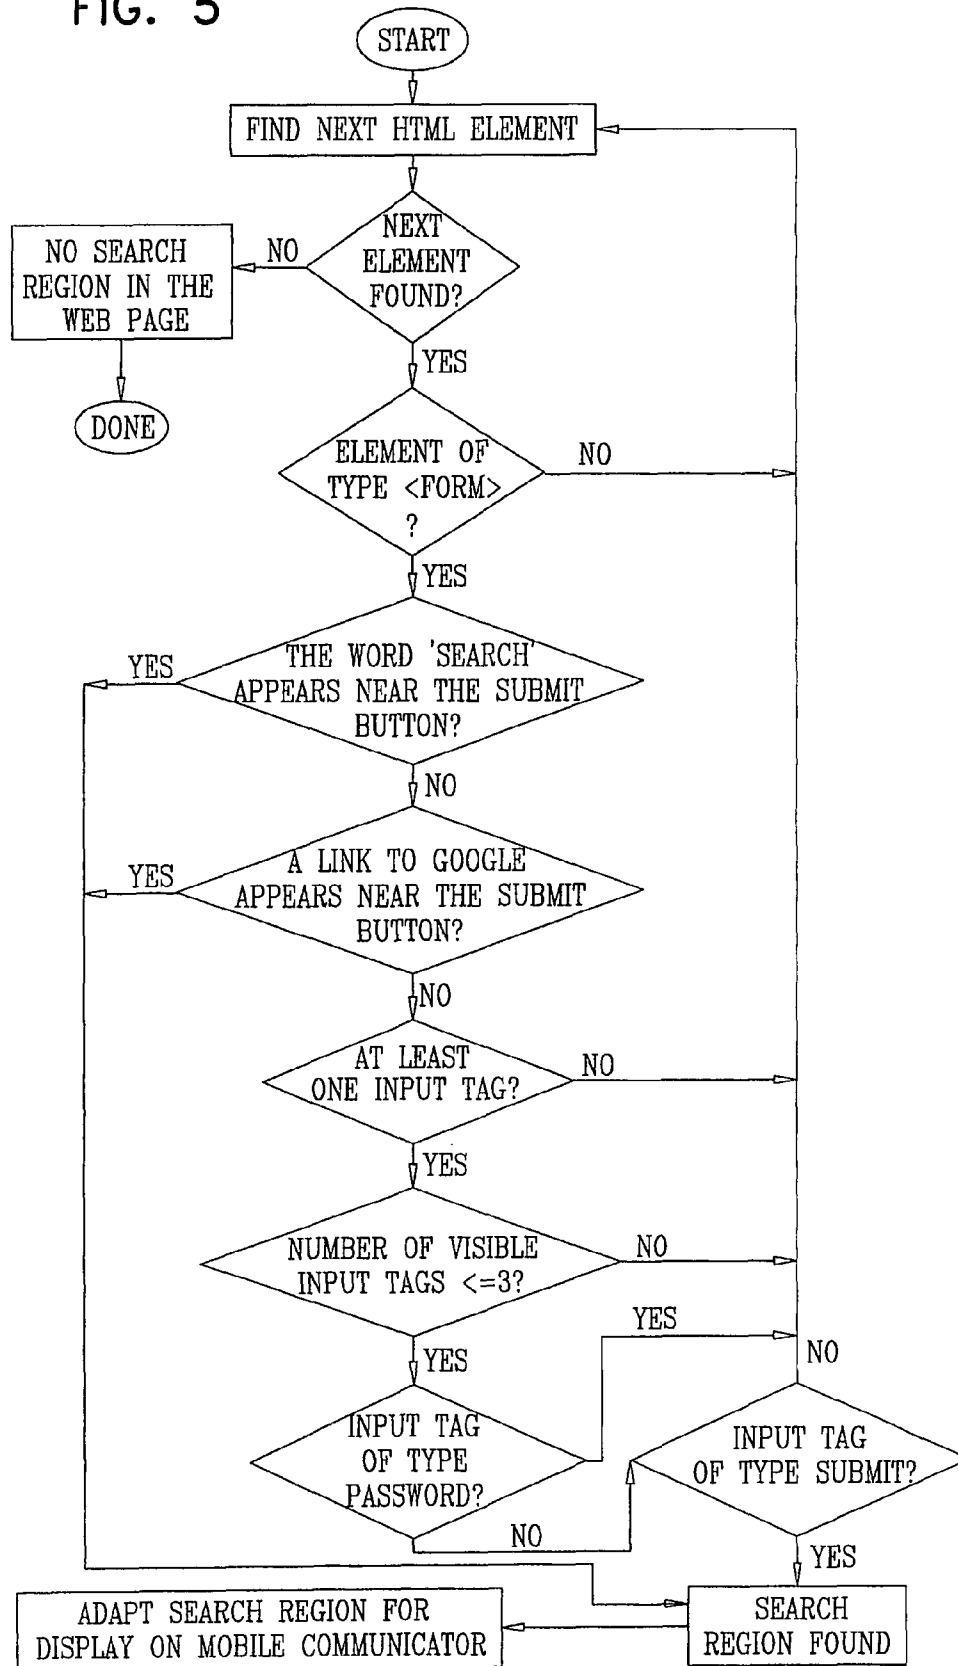 FIG. 5
START
FIND NEXT HTML ELEMENT
NEXT
ELEMENT
FOUND?
NO
NO SEARCH
REGION IN THE
WEB PAGE
DONE
YES
ELEMENT OF
TYPE <FORM>
?
NO
YES
THE WORD 'SEARCH'
APPEARS NEAR THE SUBMIT
BUTTON?
YES
NO
A LINK TO GOOGLE
APPEARS NEAR THE SUBMIT
BUTTON?
YES
NO
AT LEAST
ONE INPUT TAG?
NO
YES
NUMBER OF VISIBLE
INPUT TAGS <=3?
NO
YES
INPUT TAG
OF TYPE
PASSWORD?
YES
NO
INPUT TAG
OF TYPE SUBMIT?
NO
YES
SEARCH
REGION FOUND
ADAPT SEARCH REGION FOR
DISPLAY ON MOBILE COMMUNICATOR